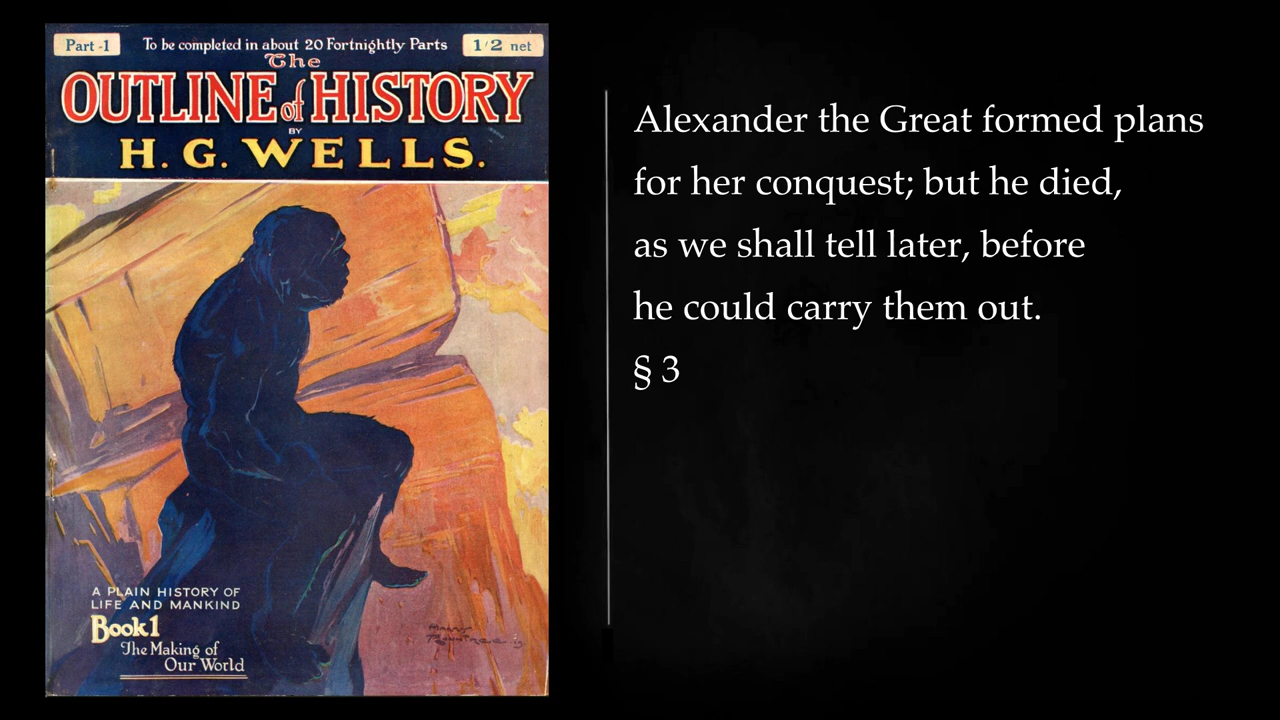 Part -1
To be completed in about 20 Fortnightly Parts
1/2 net
The
OUTLINE of HISTORY
BY
H. G. WELLS.
A PLAIN HISTORY OF
LIFE AND MANKIND
Book 1
The Making of
Our World
Alexander the Great formed plans
for her conquest; but he died,
as we shall tell later, before
he could carry them out.
§ 3